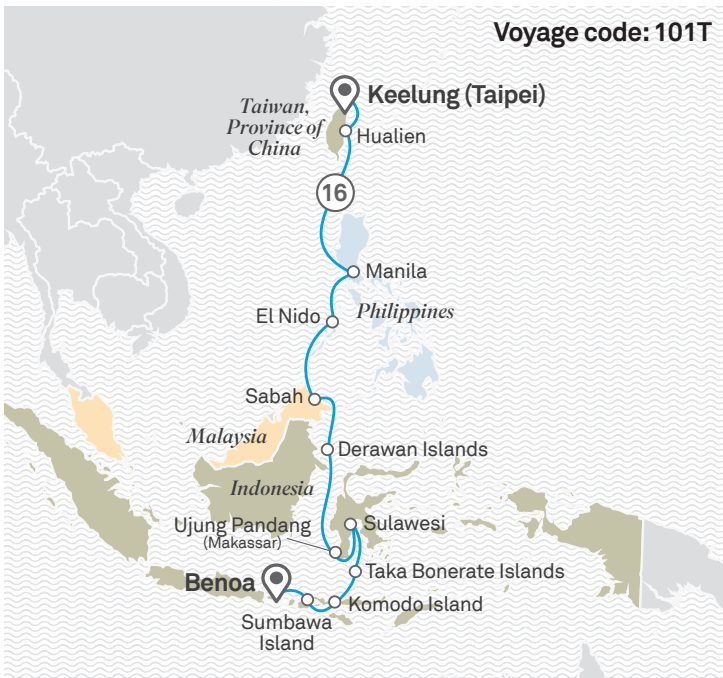 Voyage code: 101T
Keelung (Taipei)
Taiwan,
Province of
China
Hualien
16
Manila
El Nido
Philippines
Sabah
Malaysia
Derawan Islands
Indonesia
Ujung Pandang
(Makassar)
Sulawesi
Taka Bonerate Islands
Benoa
Komodo Island
Sumbawa
Island